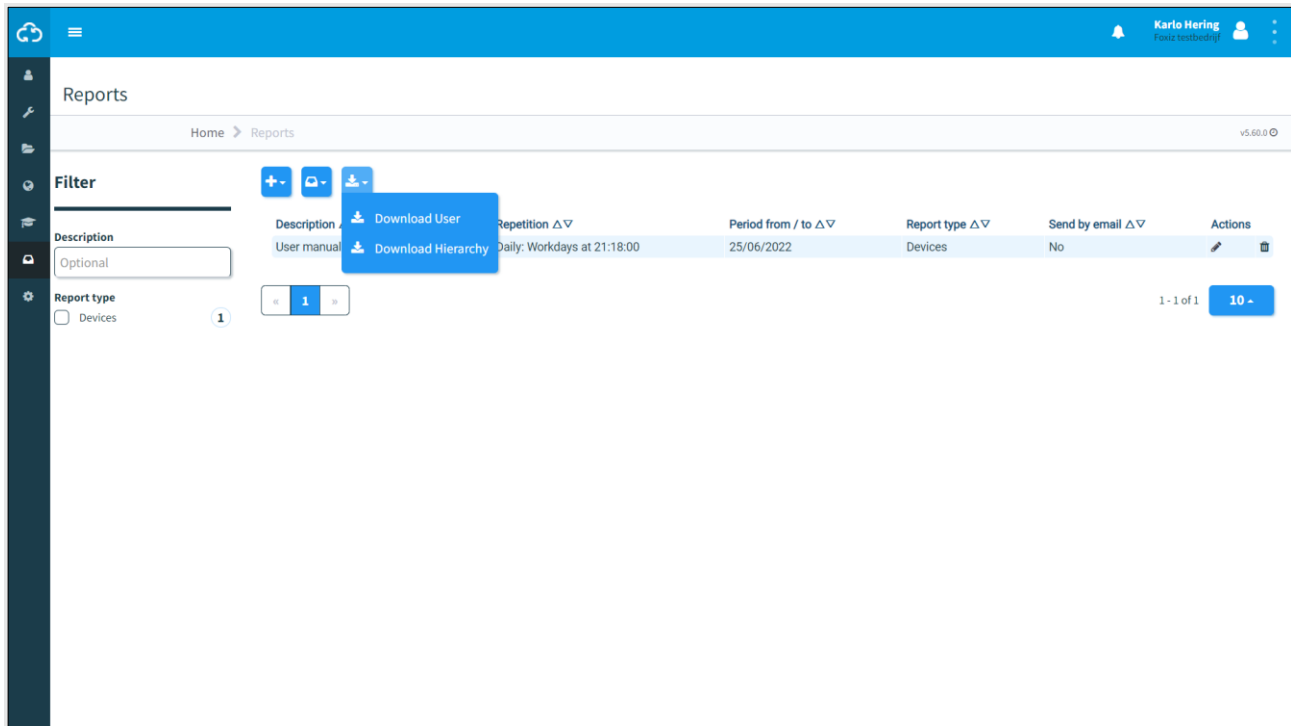 Karlo Hering
Foxiz testbedrijf
Reports
Home Reports
v5.60.0
Filter
Download User
Download Hierarchy
Description Repetition △▽ Period from / to △▽ Report type △▽ Send by email △▽ Actions
User manual Daily: Workdays at 21:18:00 25/06/2022 Devices No
Description
Optional
Report type
Devices 1
« 1 »
1 - 1 of 1
10